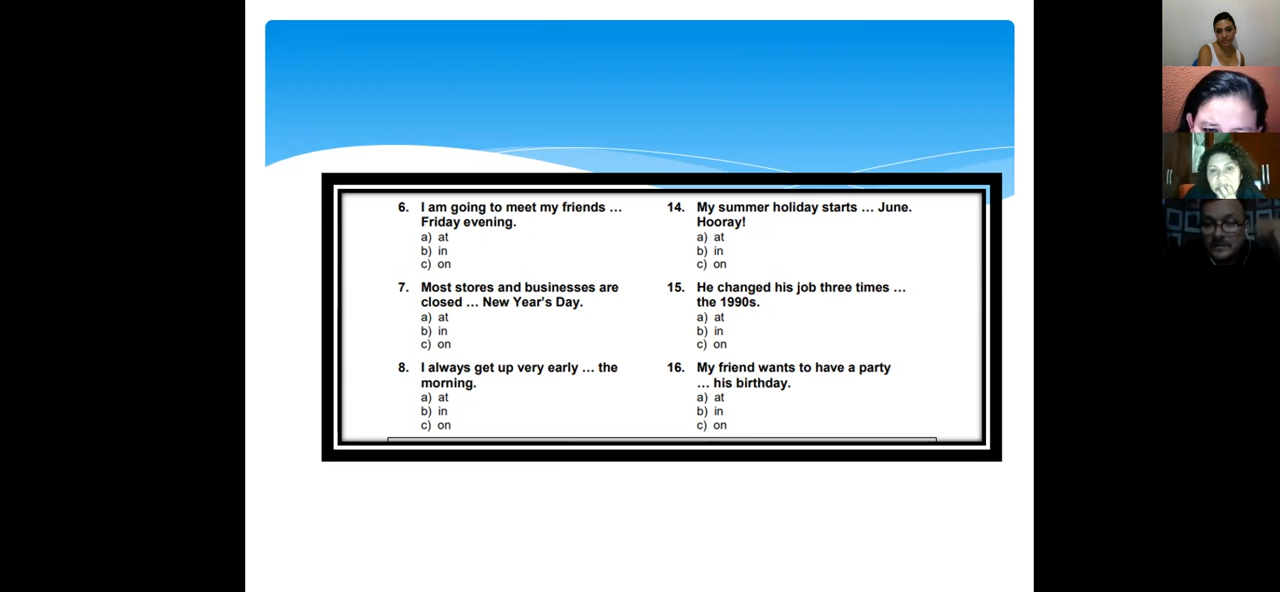 6. I am going to meet my friends …
Friday evening.
a) at
b) in
c) on
7. Most stores and businesses are
closed … New Year's Day.
a) at
b) in
c) on
8. I always get up very early … the
morning.
a) at
b) in
c) on
14. My summer holiday starts … June.
Hooray!
a) at
b) in
c) on
15. He changed his job three times …
the 1990s.
a) at
b) in
c) on
16. My friend wants to have a party
… his birthday.
a) at
b) in
c) on